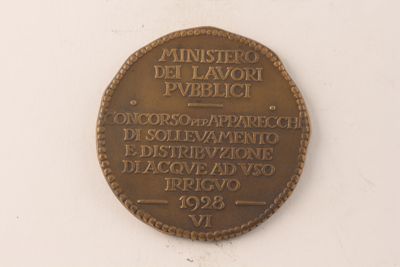 MINISTERO
DEI LAVORI
PVBBLICI
CONCORSO PER APPARECCHI
DI SOLLEVAMENTO
E DISTRIBVZIONE
DI ACQVE AD VSO
IRRIGVO
1928
VI